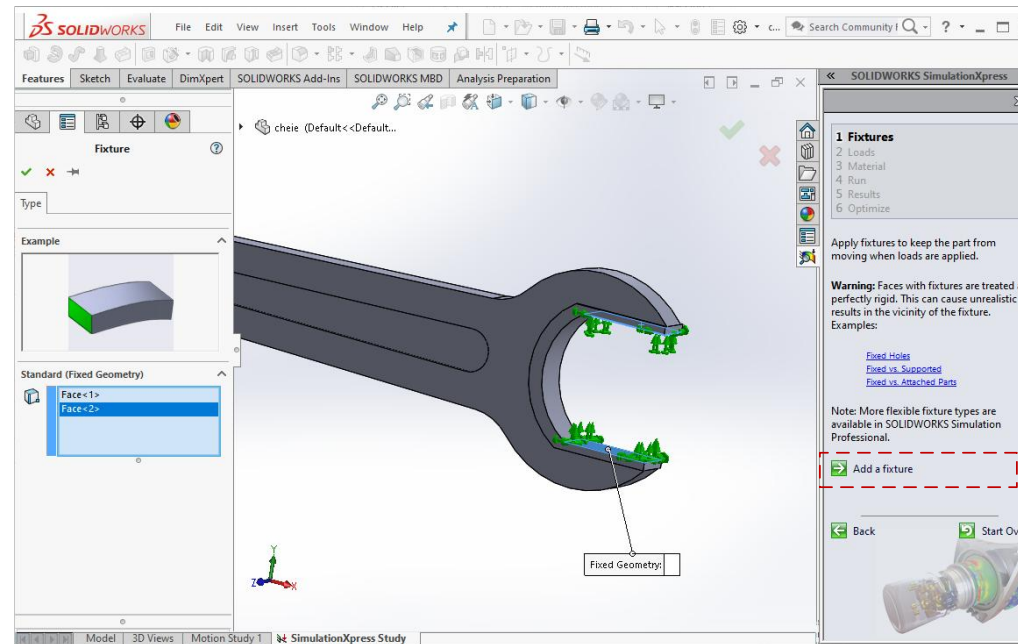 SOLIDWORKS File Edit View Insert Tools Window Help c... Search Community ?
Features Sketch Evaluate DimXpert SOLIDWORKS Add-Ins SOLIDWORKS MBD Analysis Preparation
SOLIDWORKS SimulationXpress
cheie (Default<<Default...
Fixture
Type
Example
Standard (Fixed Geometry)
Face<1>
Face<2>
Fixed Geometry:
Y
Z
X
1 Fixtures
2 Loads
3 Material
4 Run
5 Results
6 Optimize
Apply fixtures to keep the part from
moving when loads are applied.
Warning: Faces with fixtures are treated
perfectly rigid. This can cause unrealistic
results in the vicinity of the fixture.
Examples:
Fixed Holes
Fixed vs. Supported
Fixed vs. Attached Parts
Note: More flexible fixture types are
available in SOLIDWORKS Simulation
Professional.
Add a fixture
Back Start Ov
Model 3D Views Motion Study 1 SimulationXpress Study